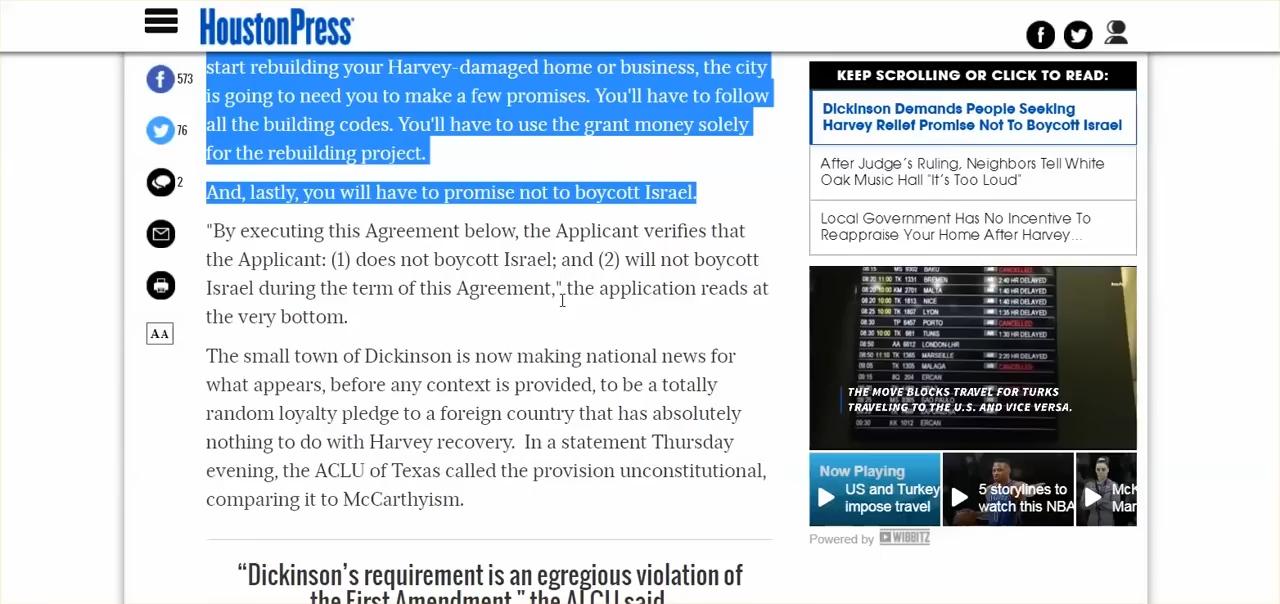 HoustonPress
573
76
2
AA
start rebuilding your Harvey-damaged home or business, the city
is going to need you to make a few promises. You'll have to follow
all the building codes. You'll have to use the grant money solely
for the rebuilding project.
And, lastly, you will have to promise not to boycott Israel.
"By executing this Agreement below, the Applicant verifies that
the Applicant: (1) does not boycott Israel; and (2) will not boycott
Israel during the term of this Agreement," the application reads at
the very bottom.
The small town of Dickinson is now making national news for
what appears, before any context is provided, to be a totally
random loyalty pledge to a foreign country that has absolutely
nothing to do with Harvey recovery. In a statement Thursday
evening, the ACLU of Texas called the provision unconstitutional,
comparing it to McCarthyism.
“Dickinson’s requirement is an egregious violation of
the First Amendment," the ALCU said
KEEP SCROLLING OR CLICK TO READ:
Dickinson Demands People Seeking
Harvey Relief Promise Not To Boycott Israel
After Judge's Ruling, Neighbors Tell White
Oak Music Hall "It's Too Loud"
Local Government Has No Incentive To
Reappraise Your Home After Harvey...
THE MOVE BLOCKS TRAVEL FOR TURKS
TRAVELING TO THE U.S. AND VICE VERSA.
Now Playing
US and Turkey
impose travel
5 storylines to
watch this NBA
McK
Mar
Powered by WIBBITZ